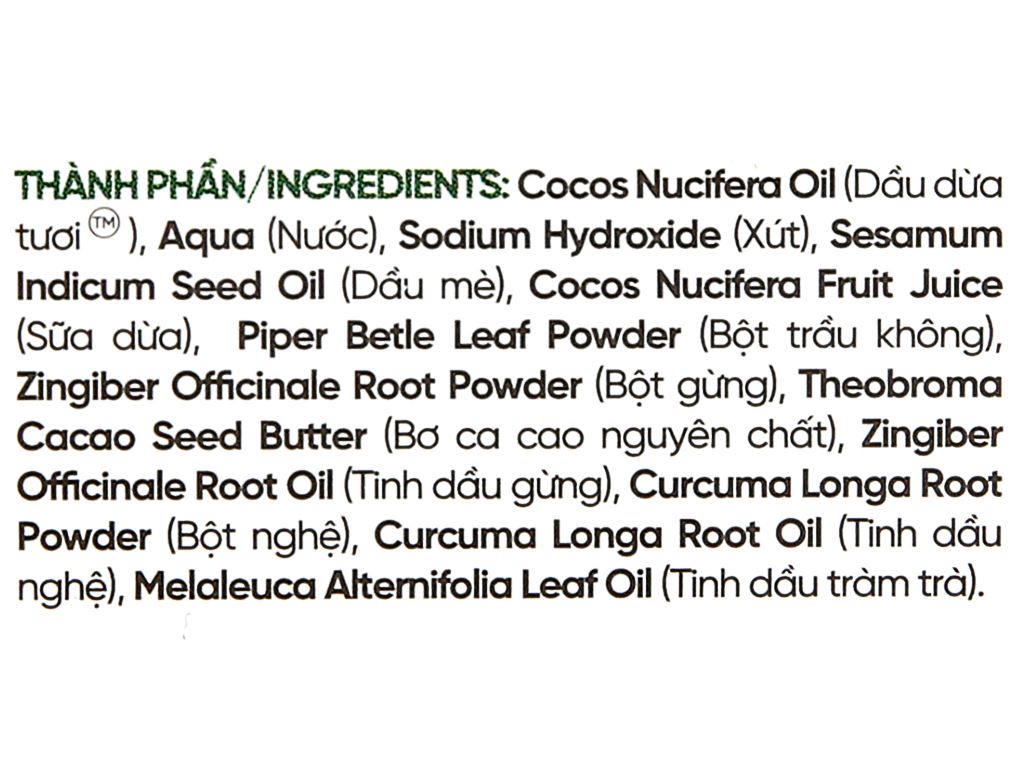 THÀNH PHẦN/INGREDIENTS: Cocos Nucifera Oil (Dầu dừa
tươi ™ ), Aqua (Nước), Sodium Hydroxide (Xút), Sesamum
Indicum Seed Oil (Dầu mè), Cocos Nucifera Fruit Juice
(Sữa dừa), Piper Betle Leaf Powder (Bột trầu không),
Zingiber Officinale Root Powder (Bột gừng), Theobroma
Cacao Seed Butter (Bơ ca cao nguyên chất), Zingiber
Officinale Root Oil (Tinh dầu gừng), Curcuma Longa Root
Powder (Bột nghệ), Curcuma Longa Root Oil (Tinh dầu
nghệ), Melaleuca Alternifolia Leaf Oil (Tinh dầu tràm trà).